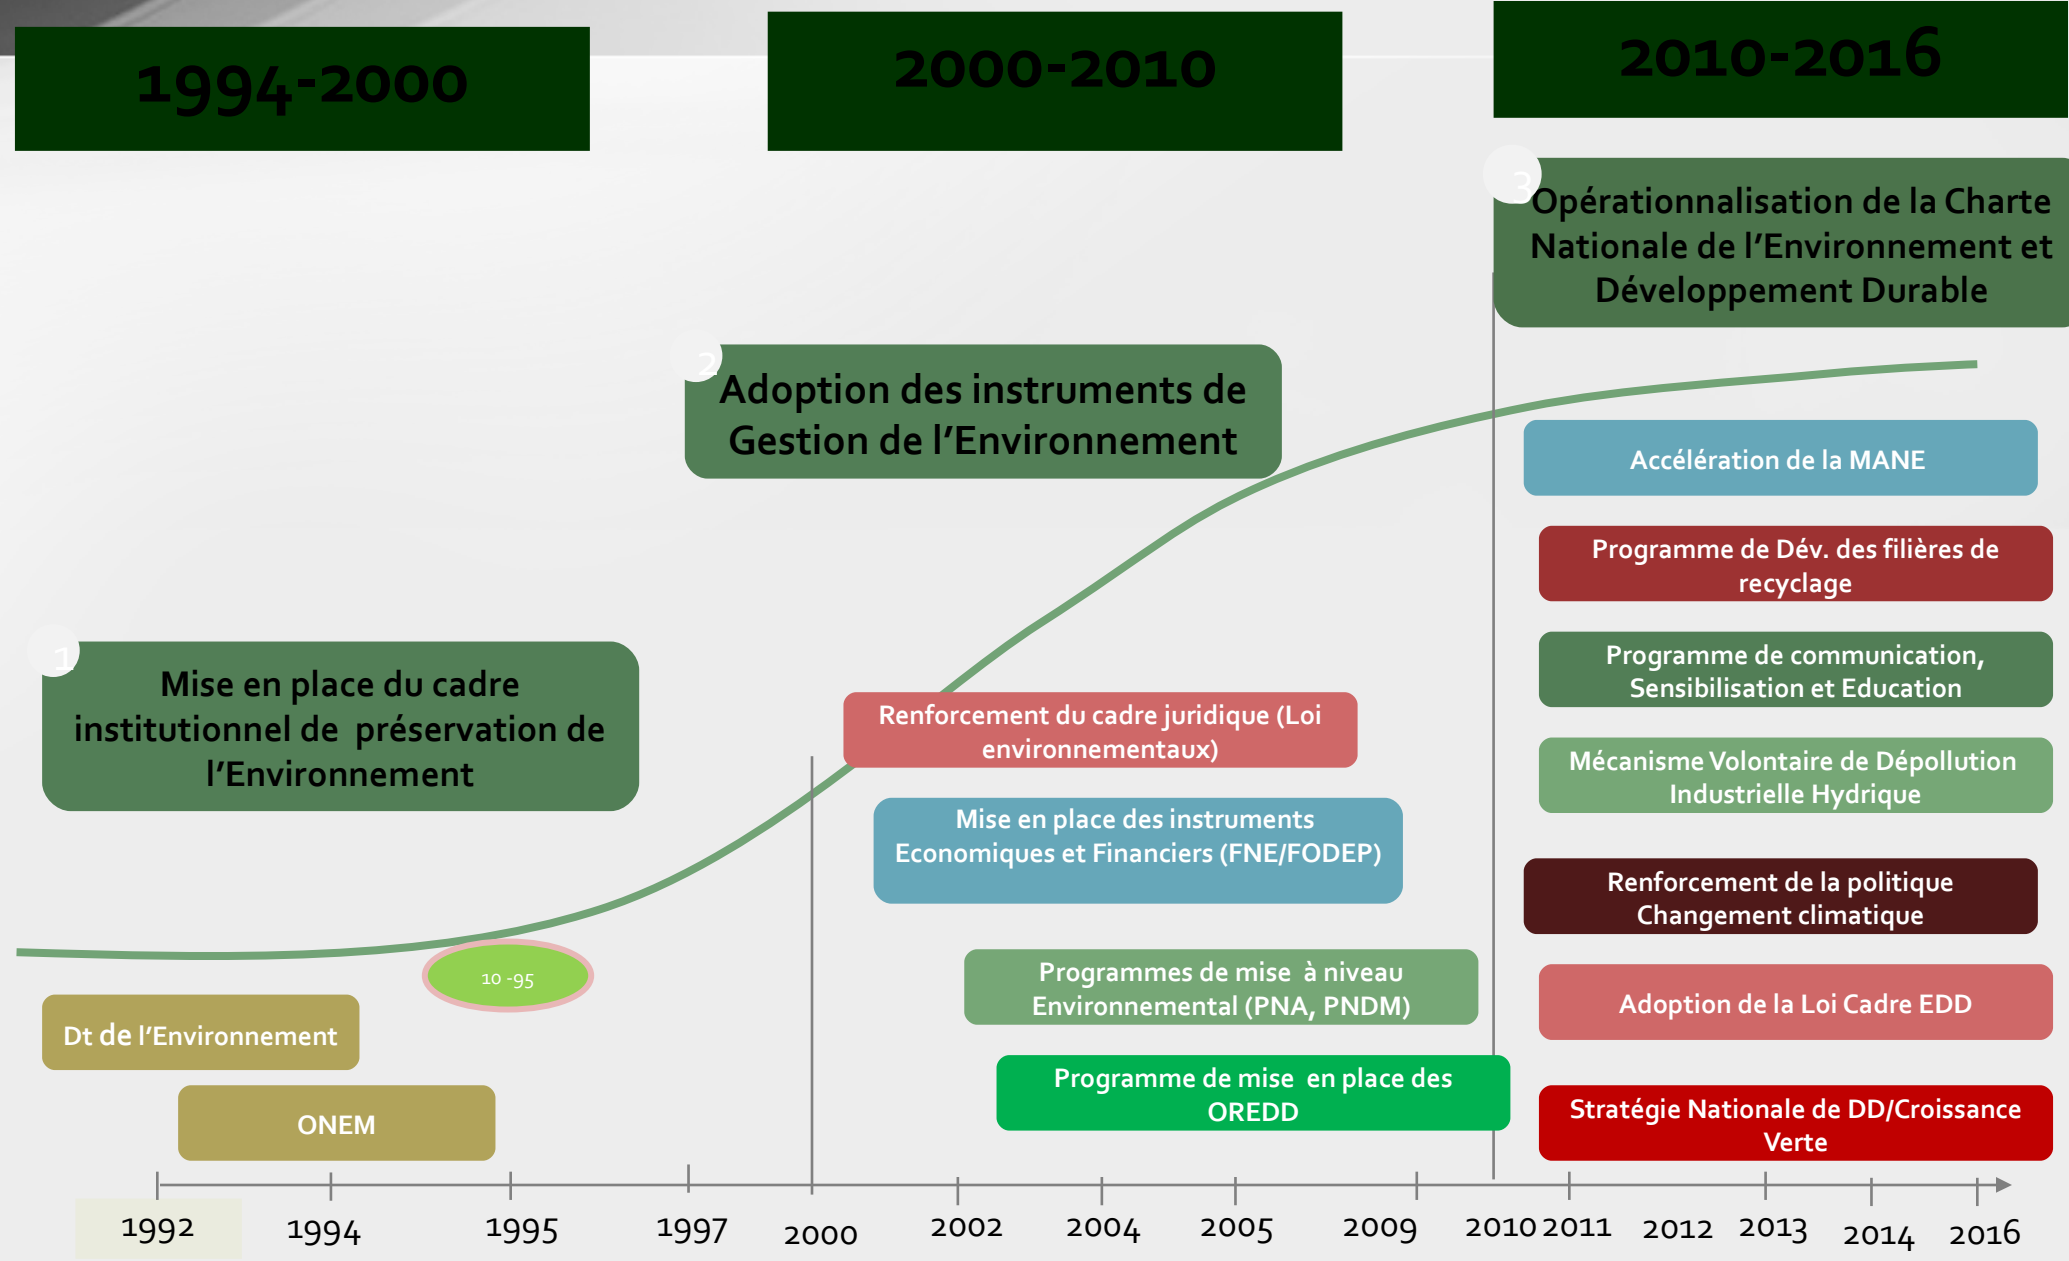 1994-2000
2000-2010
2010-2016
3
Opérationnalisation de la Charte
Nationale de l’Environnement et
Développement Durable
2
Adoption des instruments de
Gestion de l’Environnement
1
Mise en place du cadre
institutionnel de  préservation de
l’Environnement
Accélération de la MANE
Programme de Dév. des filières de
recyclage
Programme de communication,
Sensibilisation et Education
Mécanisme Volontaire de Dépollution
Industrielle Hydrique
Renforcement de la politique
Changement climatique
Adoption de la Loi Cadre EDD
Stratégie Nationale de DD/Croissance
Verte
Renforcement du cadre juridique (Loi
environnementaux)
Mise en place des instruments
Economiques et Financiers (FNE/FODEP)
Programmes de mise  à niveau
Environnemental (PNA, PNDM)
Programme de mise  en place des
OREDD
10 -95
Dt de l’Environnement
ONEM
1992 1994 1995 1997 2000 2002 2004 2005 2009 2010 2011 2012 2013 2014 2016